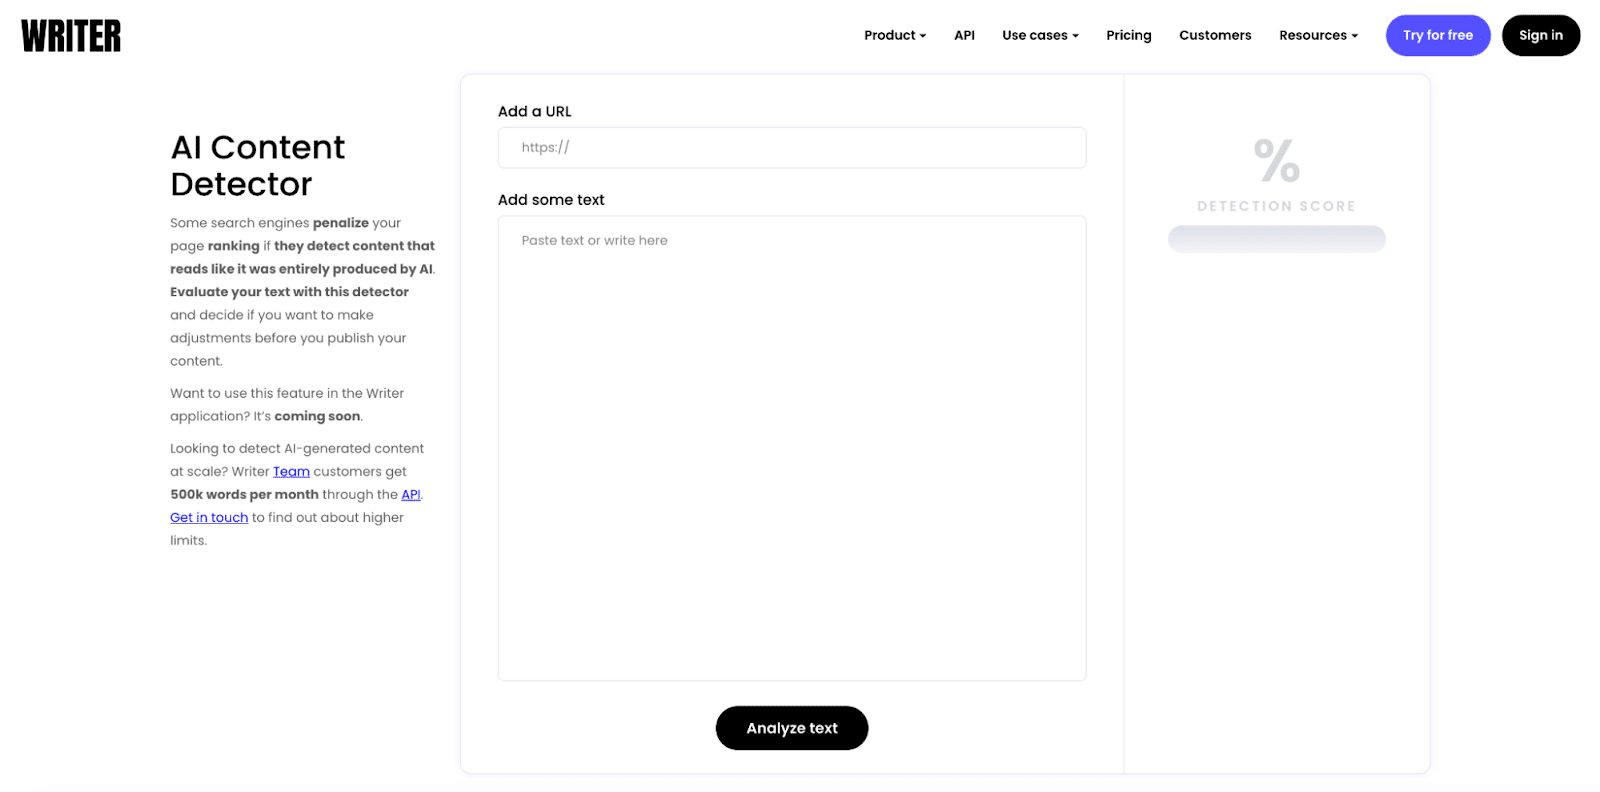 WRITER
Product
API
Use cases
Pricing
Customers
Resources
Try for free
Sign in
AI Content
Detector
Some search engines penalize your
page ranking if they detect content that
reads like it was entirely produced by AI.
Evaluate your text with this detector
and decide if you want to make
adjustments before you publish your
content.
Want to use this feature in the Writer
application? It’s coming soon.
Looking to detect AI-generated content
at scale? Writer Team customers get
500k words per month through the API.
Get in touch to find out about higher
limits.
Add a URL
https://
Add some text
Paste text or write here
Analyze text
%
DETECTION SCORE